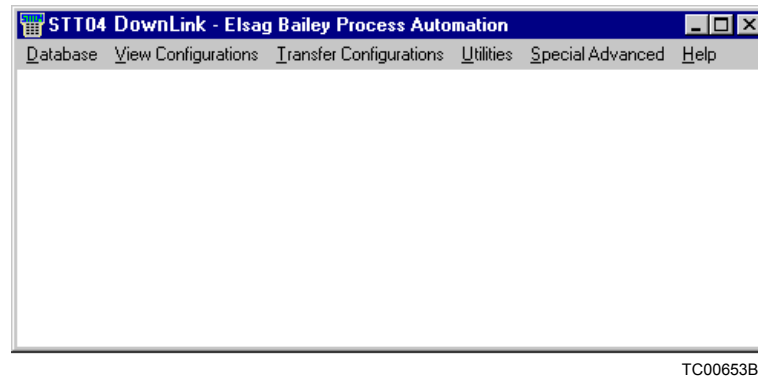 STT04 DownLink - Elsag Bailey Process Automation
Database View Configurations Transfer Configurations Utilities Special Advanced Help
TC00653B